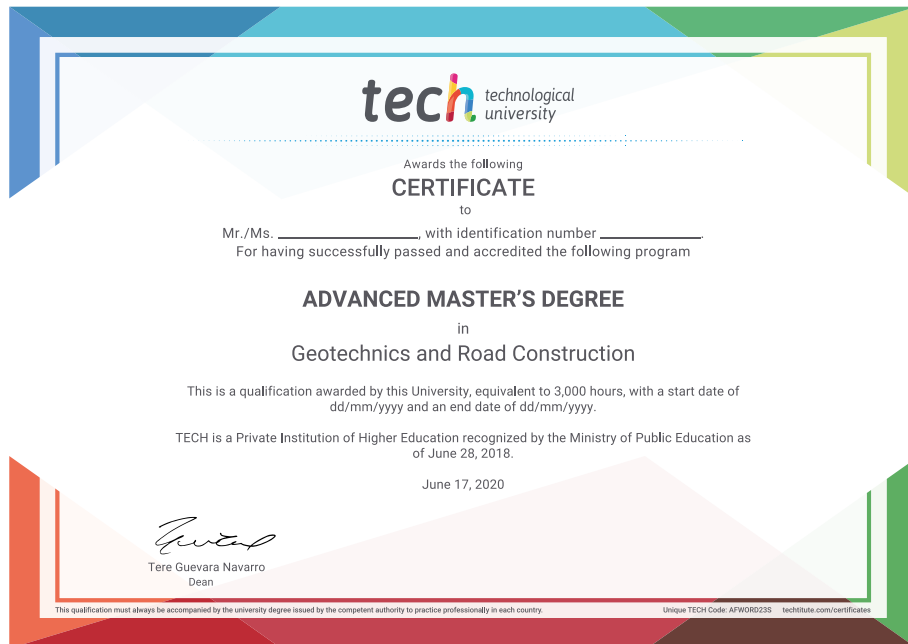 tech technological
university
Awards the following
CERTIFICATE
to
Mr./Ms. ____________________, with identification number ______________.
For having successfully passed and accredited the following program
ADVANCED MASTER'S DEGREE
in
Geotechnics and Road Construction
This is a qualification awarded by this University, equivalent to 3,000 hours, with a start date of
dd/mm/yyyy and an end date of dd/mm/yyyy.
TECH is a Private Institution of Higher Education recognized by the Ministry of Public Education as
of June 28, 2018.
June 17, 2020
Tere Guevara Navarro
Dean
This qualification must always be accompanied by the university degree issued by the competent authority to practice professionally in each country.
Unique TECH Code: AFWORD23S techtitute.com/certificates